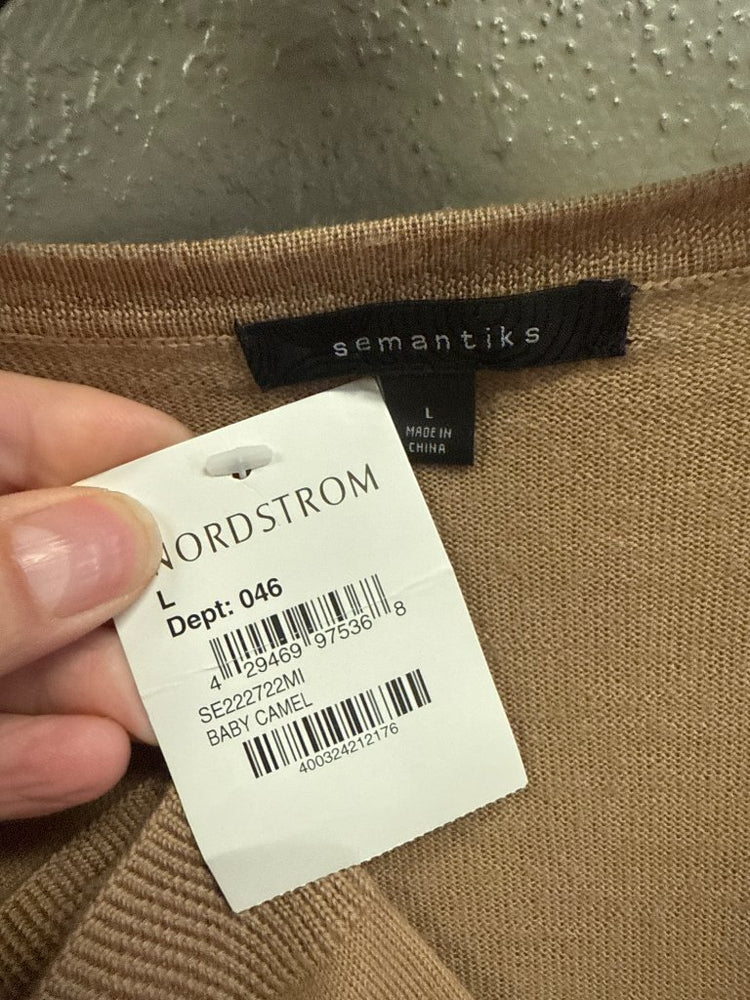 semantiks
L
MADE IN
CHINA
NORDSTROM
L
Dept: 046
4 29469 97536 8
SE222722MI
BABY CAMEL
400324212176